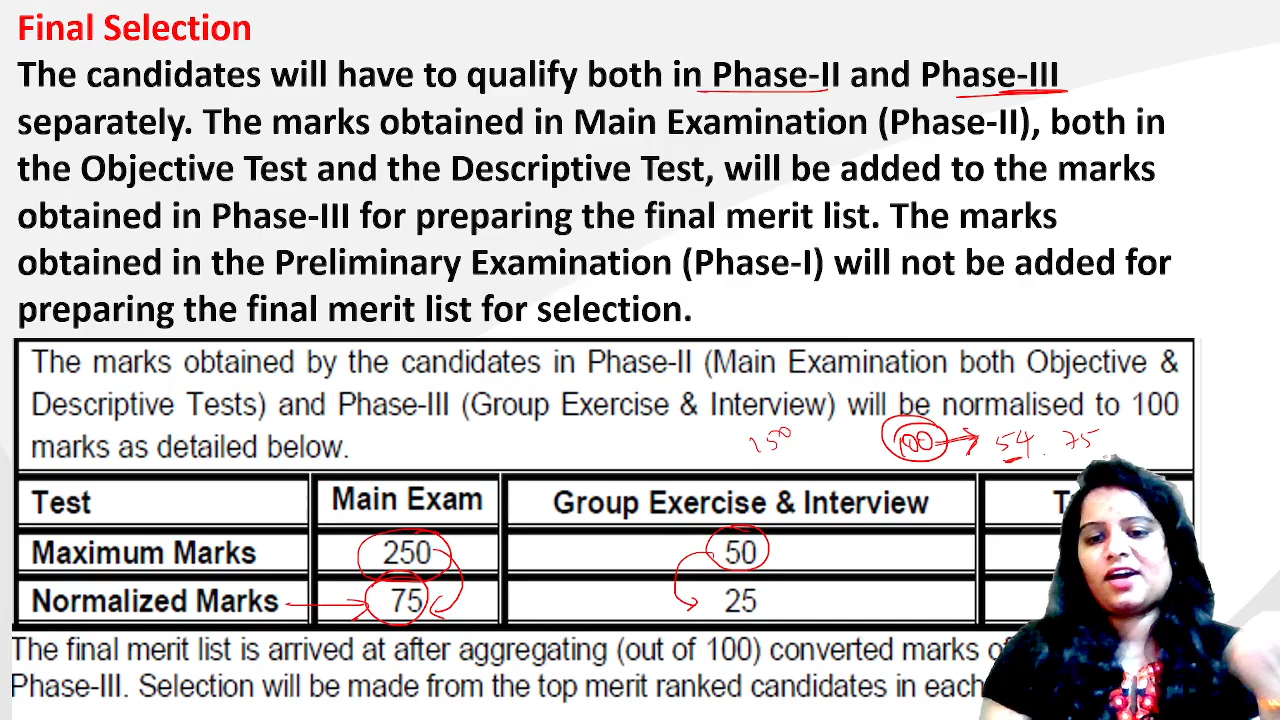 Final Selection
The candidates will have to qualify both in Phase-II and Phase-III
separately. The marks obtained in Main Examination (Phase-II), both in
the Objective Test and the Descriptive Test, will be added to the marks
obtained in Phase-III for preparing the final merit list. The marks
obtained in the Preliminary Examination (Phase-I) will not be added for
preparing the final merit list for selection.
The marks obtained by the candidates in Phase-II (Main Examination both Objective &
Descriptive Tests) and Phase-III (Group Exercise & Interview) will be normalised to 100
marks as detailed below.
150 100 54.75
Test Main Exam Group Exercise & Interview
Maximum Marks 250 50
Normalized Marks 75 25
The final merit list is arrived at after aggregating (out of 100) converted marks
Phase-III. Selection will be made from the top merit ranked candidates in each